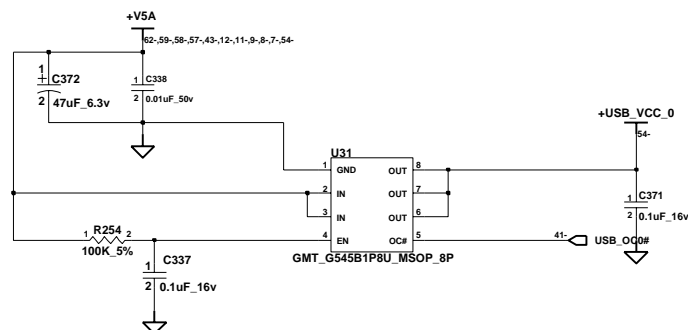 +V5A
62-,59-,58-,57-,43-,12-,11-,9-,8-,7-,54-
1
+
C372
2
47uF_6.3v
1
C338
2
0.01uF_50v
+USB_VCC_0
54-
U31
1 GND OUT 8
2 IN OUT 7
3 IN OUT 6
4 EN OC# 5
GMT_G545B1P8U_MSOP_8P
1
C371
2
0.1uF_16v
41-
USB_OC0#
R254
1 2
100K_5%
1
C337
2
0.1uF_16v